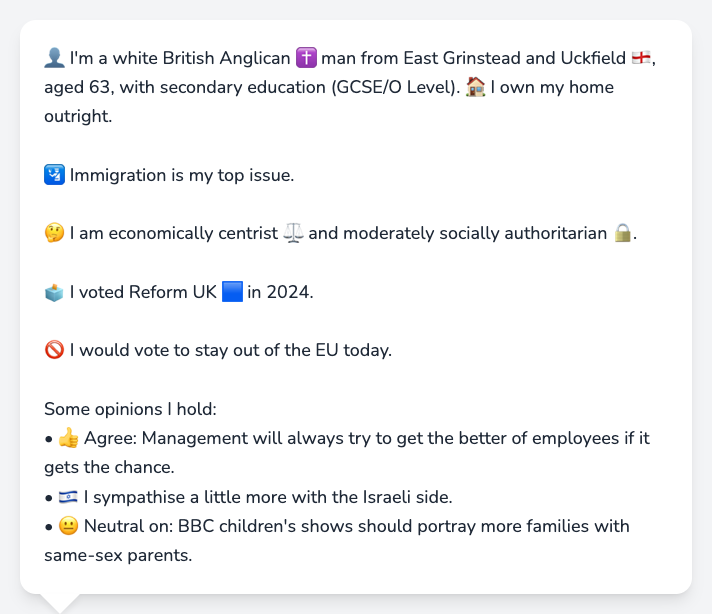 👤 I'm a white British Anglican ✝️ man from East Grinstead and Uckfield 🏴󠁧󠁢󠁥󠁮󠁧󠁿,
aged 63, with secondary education (GCSE/O Level). 🏠 I own my home
outright.
🛂 Immigration is my top issue.
🤔 I am economically centrist ⚖️ and moderately socially authoritarian 🔒.
🗳️ I voted Reform UK 🟦 in 2024.
🚫 I would vote to stay out of the EU today.
Some opinions I hold:
• 👍 Agree: Management will always try to get the better of employees if it
gets the chance.
• 🇮🇱 I sympathise a little more with the Israeli side.
• 😐 Neutral on: BBC children's shows should portray more families with
same-sex parents.